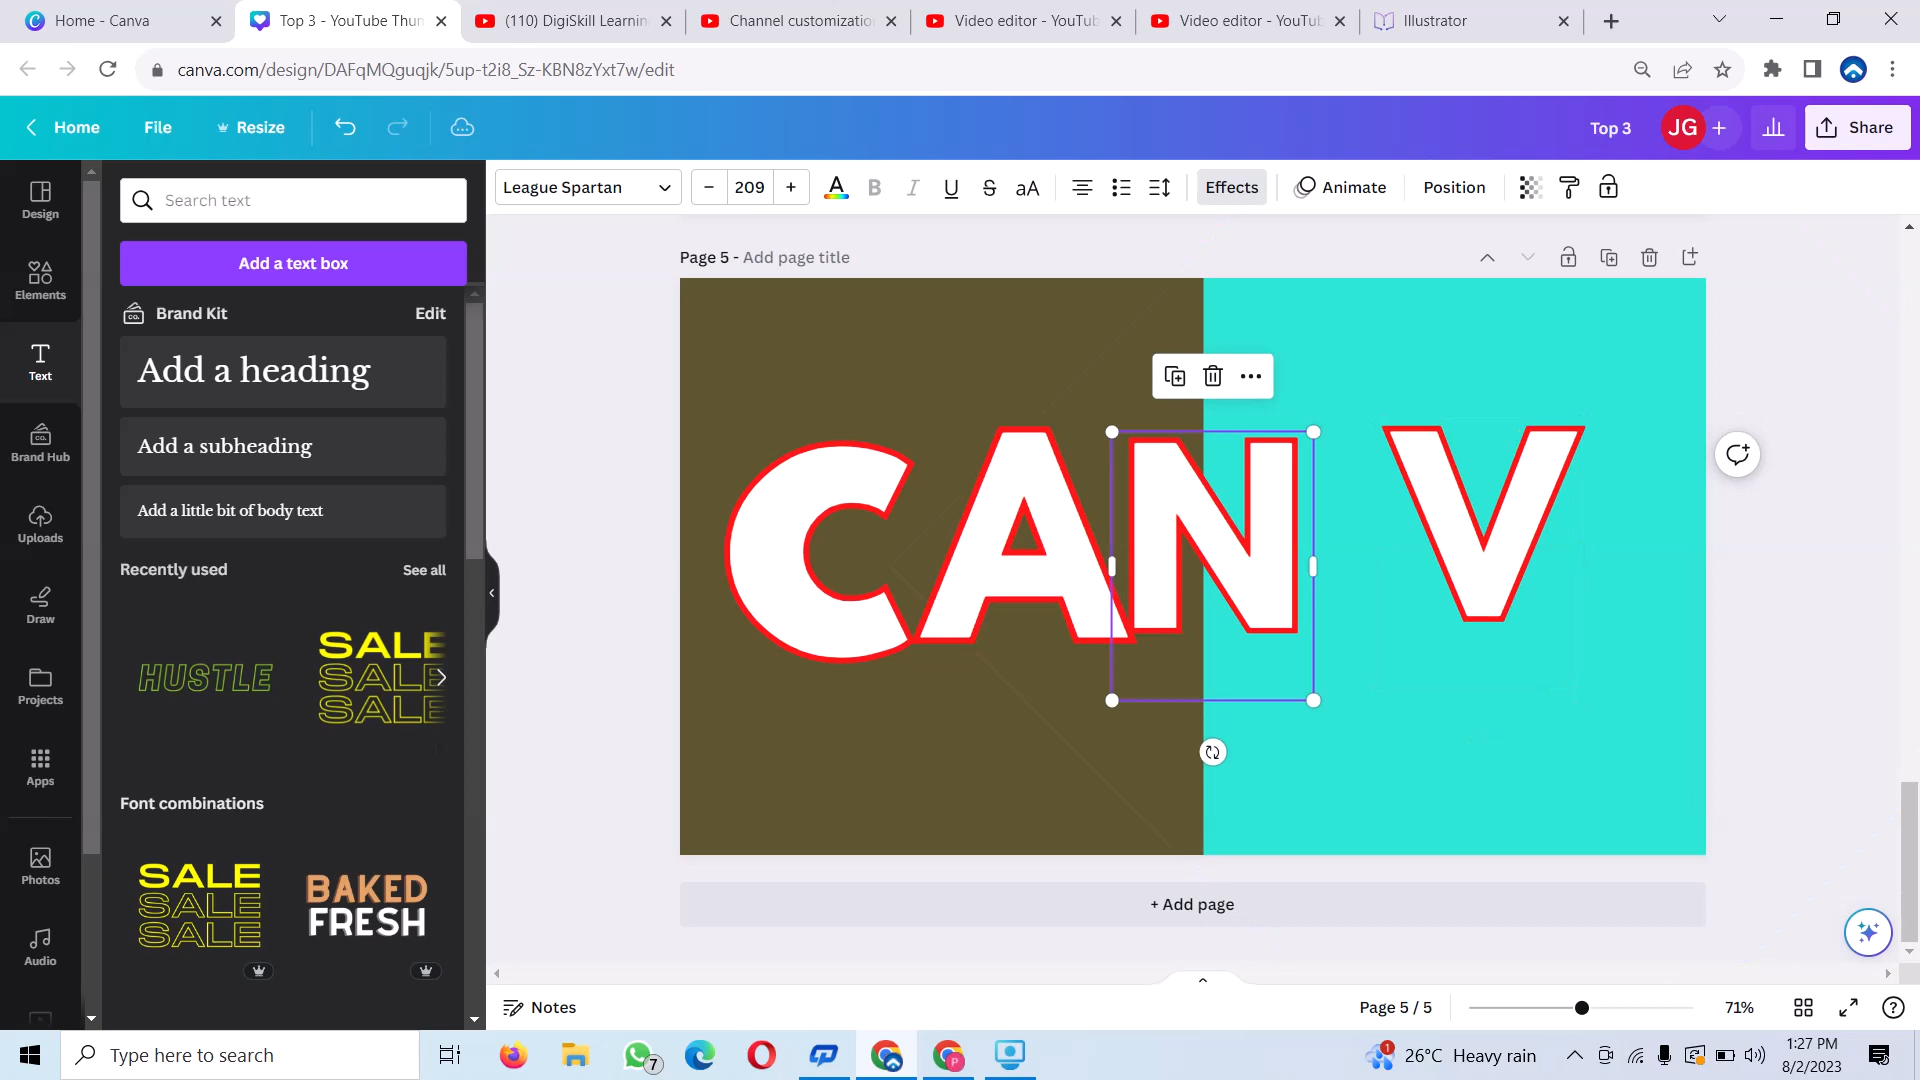 Home - Canva
Top 3 - YouTube Thun
(110) DigiSkill Learnin
Channel customizatio
Video editor - YouTub
Video editor - YouTub
Illustrator
canva.com/design/DAFqMQguqjk/5up-t2i8_Sz-KBN8zYxt7w/edit
Home
File
Resize
Top 3
JG
+
Share
Design
Elements
Text
Brand Hub
Uploads
Draw
Projects
Apps
Photos
Audio
Search text
Add a text box
CO.
Brand Kit
Edit
Add a heading
Add a subheading
Add a little bit of body text
Recently used
See all
HUSTLE
SALE
SALE
SALE
Font combinations
SALE
SALE
SALE
BAKED
FRESH
League Spartan
− 209 +
A B I U S aA
Effects
Animate
Position
Page 5 - Add page title
C A N V
+ Add page
Notes
Page 5 / 5
71%
Type here to search
7
P
1
26°C Heavy rain
1:27 PM
8/2/2023